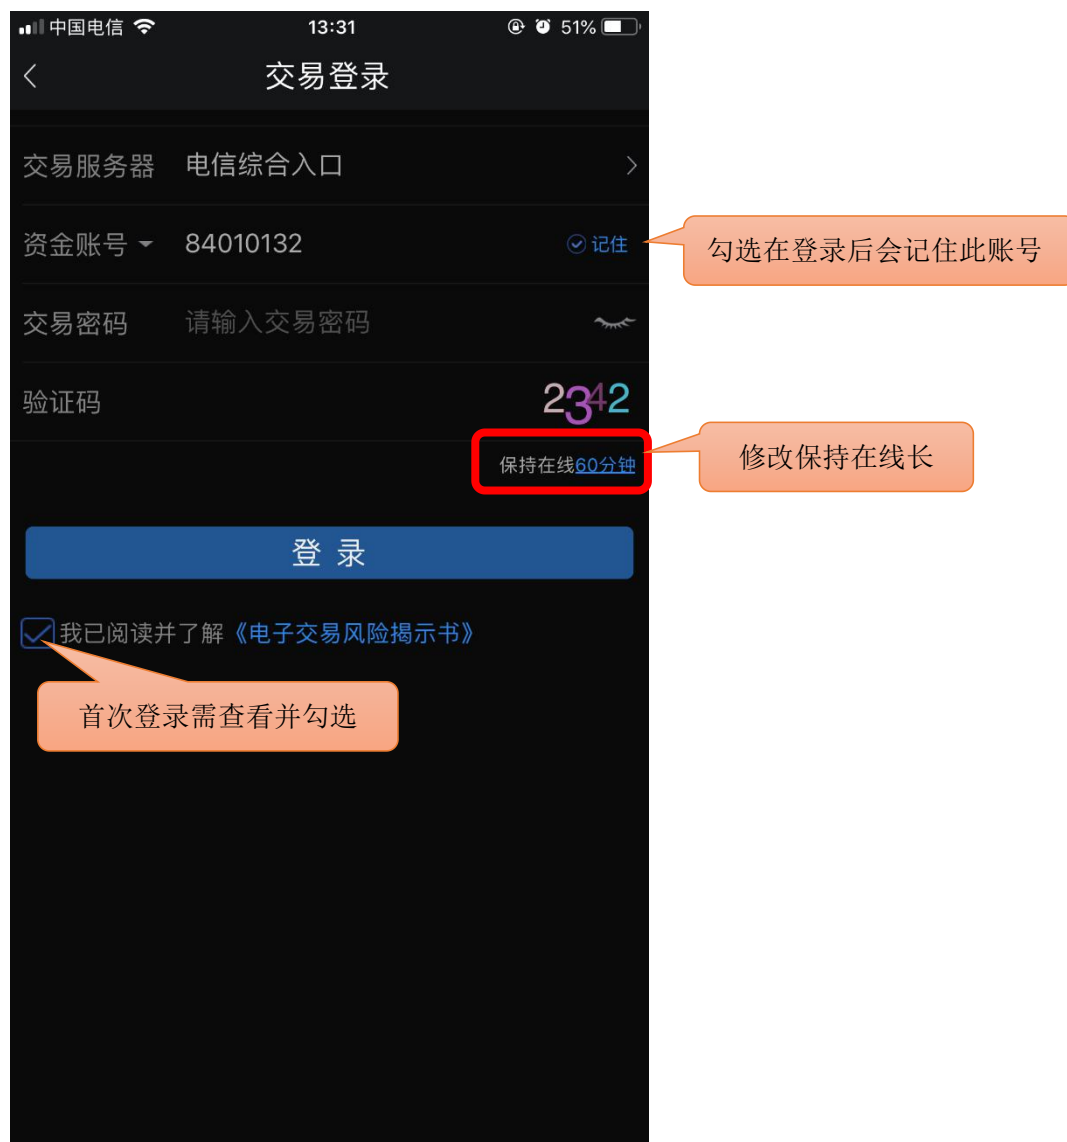 中国电信 13:31 51%
交易登录
交易服务器 电信综合入口
资金账号 84010132 记住
勾选在登录后会记住此账号
交易密码 请输入交易密码
验证码 2342
保持在线60分钟
修改保持在线长
登 录
我已阅读并了解《电子交易风险揭示书》
首次登录需查看并勾选